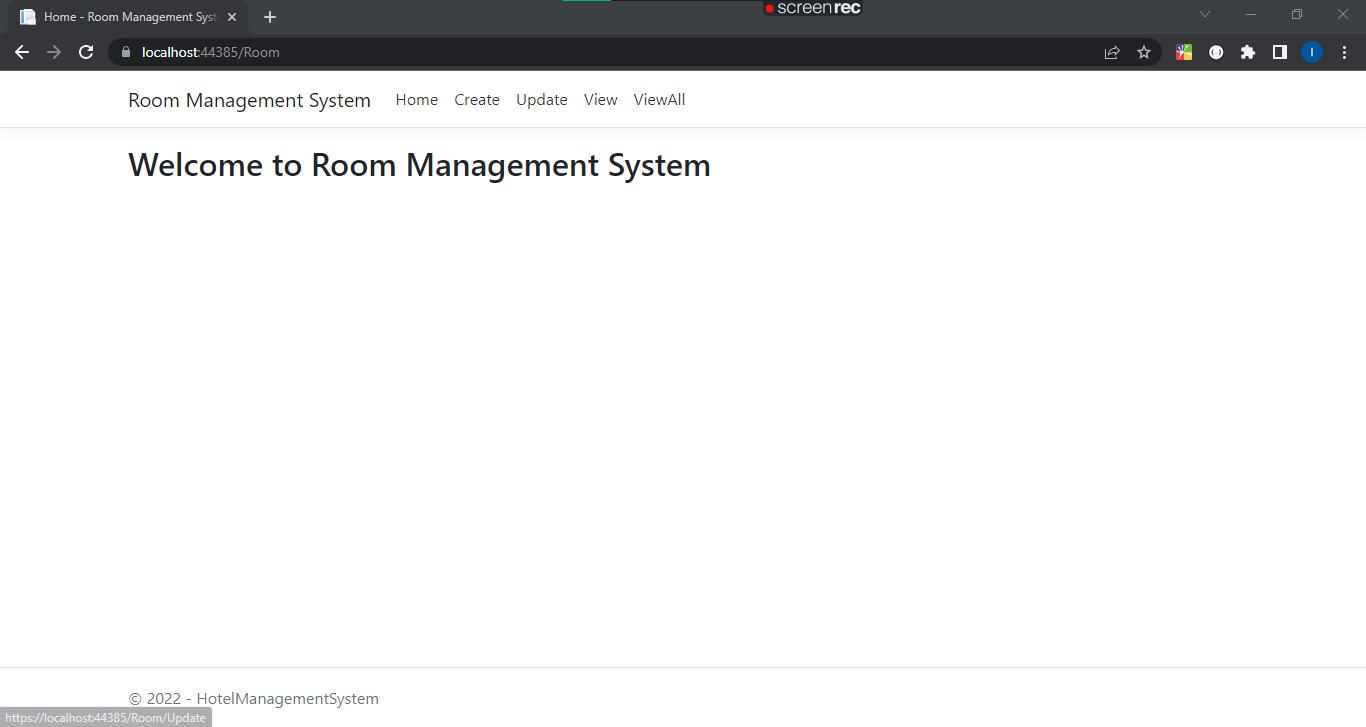 screenrec
Home - Room Management Syst
localhost:44385/Room
I
Room Management System Home Create Update View ViewAll
Welcome to Room Management System
© 2022 - HotelManagementSystem
https://localhost:44385/Room/Update